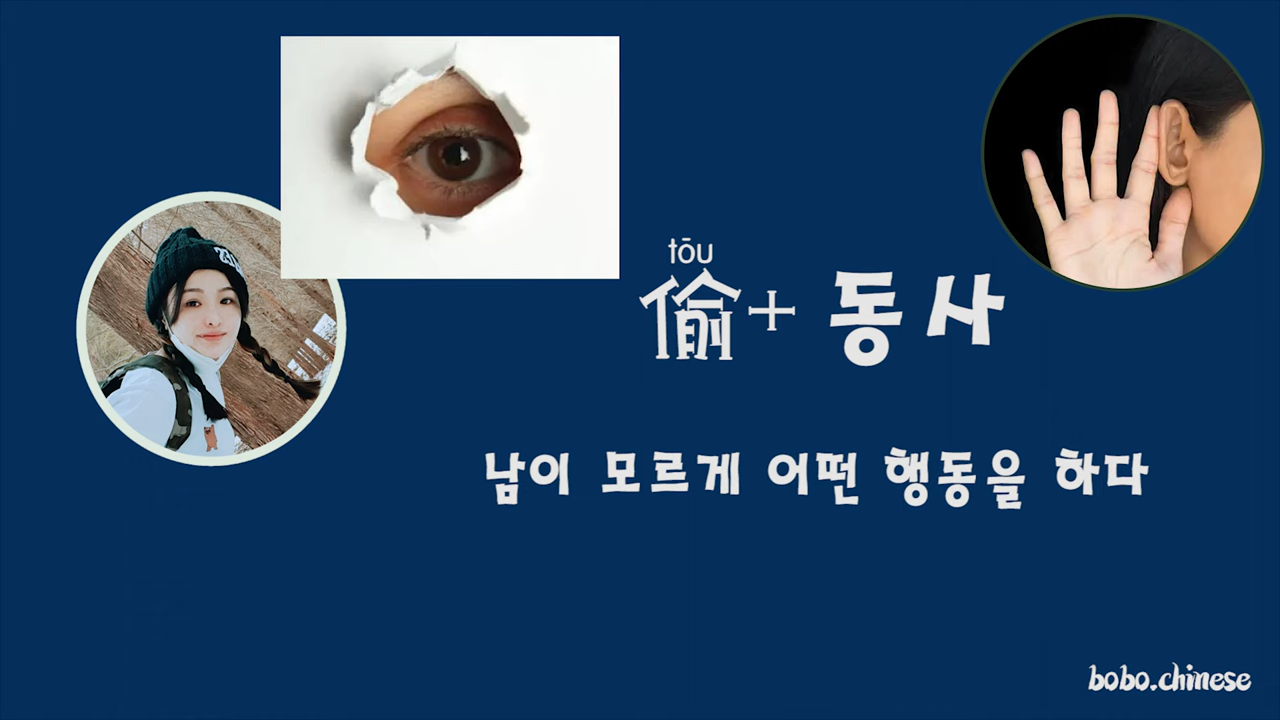 tōu
偷+ 동사
남이 모르게 어떤 행동을 하다
bobo.chinese